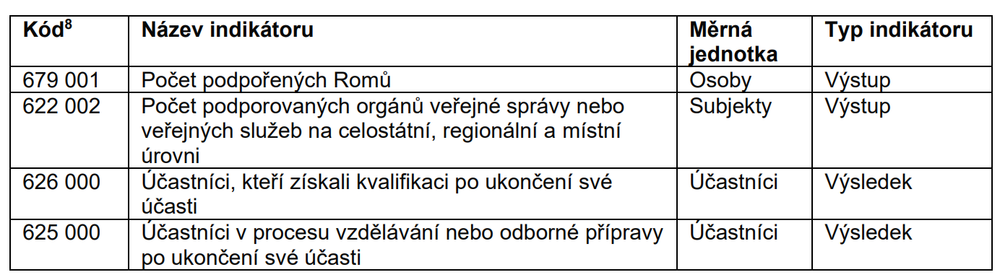 Kód⁸ Název indikátoru Měrná jednotka Typ indikátoru
679 001 Počet podpořených Romů Osoby Výstup
622 002 Počet podporovaných orgánů veřejné správy nebo Subjekty Výstup
veřejných služeb na celostátní, regionální a místní
úrovni
626 000 Účastníci, kteří získali kvalifikaci po ukončení své Účastníci Výsledek
účasti
625 000 Účastníci v procesu vzdělávání nebo odborné přípravy Účastníci Výsledek
po ukončení své účasti